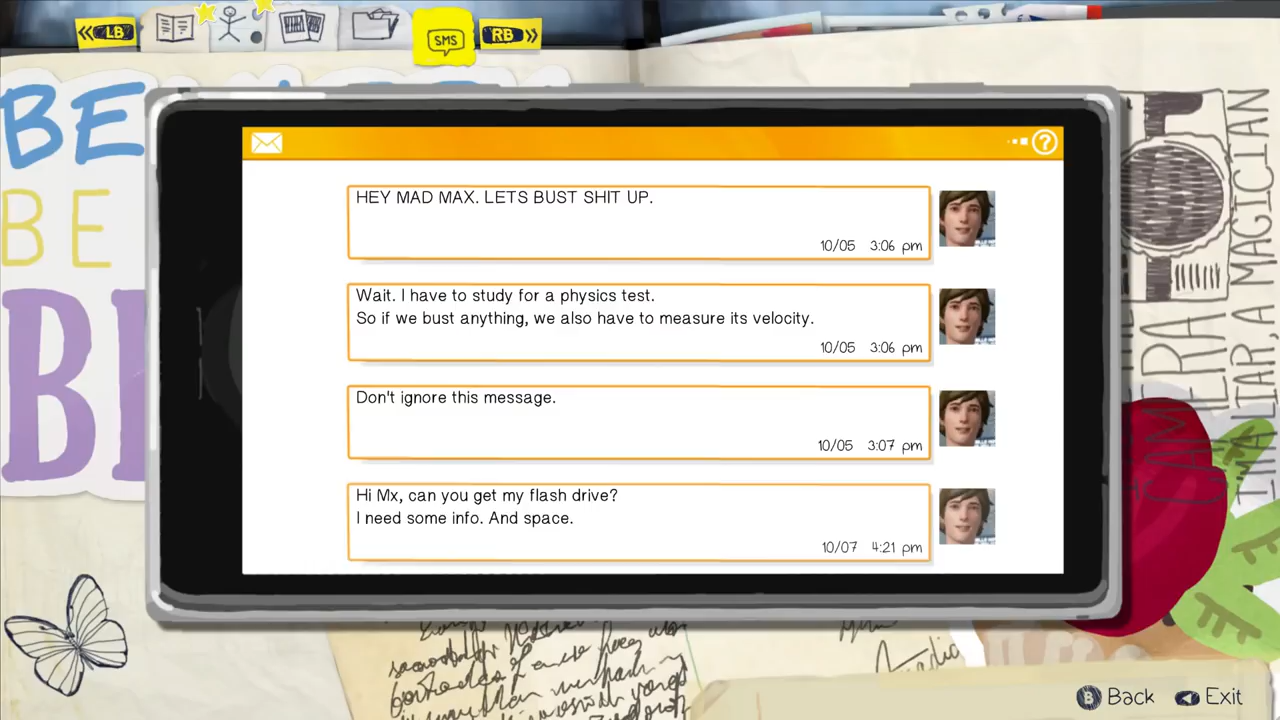 LB
SMS
RB
HEY MAD MAX. LETS BUST SHIT UP.
10/05 3:06 pm
Wait. I have to study for a physics test.
So if we bust anything, we also have to measure its velocity.
10/05 3:06 pm
Don't ignore this message.
10/05 3:07 pm
Hi Mx, can you get my flash drive?
I need some info. And space.
10/07 4:21 pm
BE
BE
A MAGICIAN
LIAR,
B Back
Exit